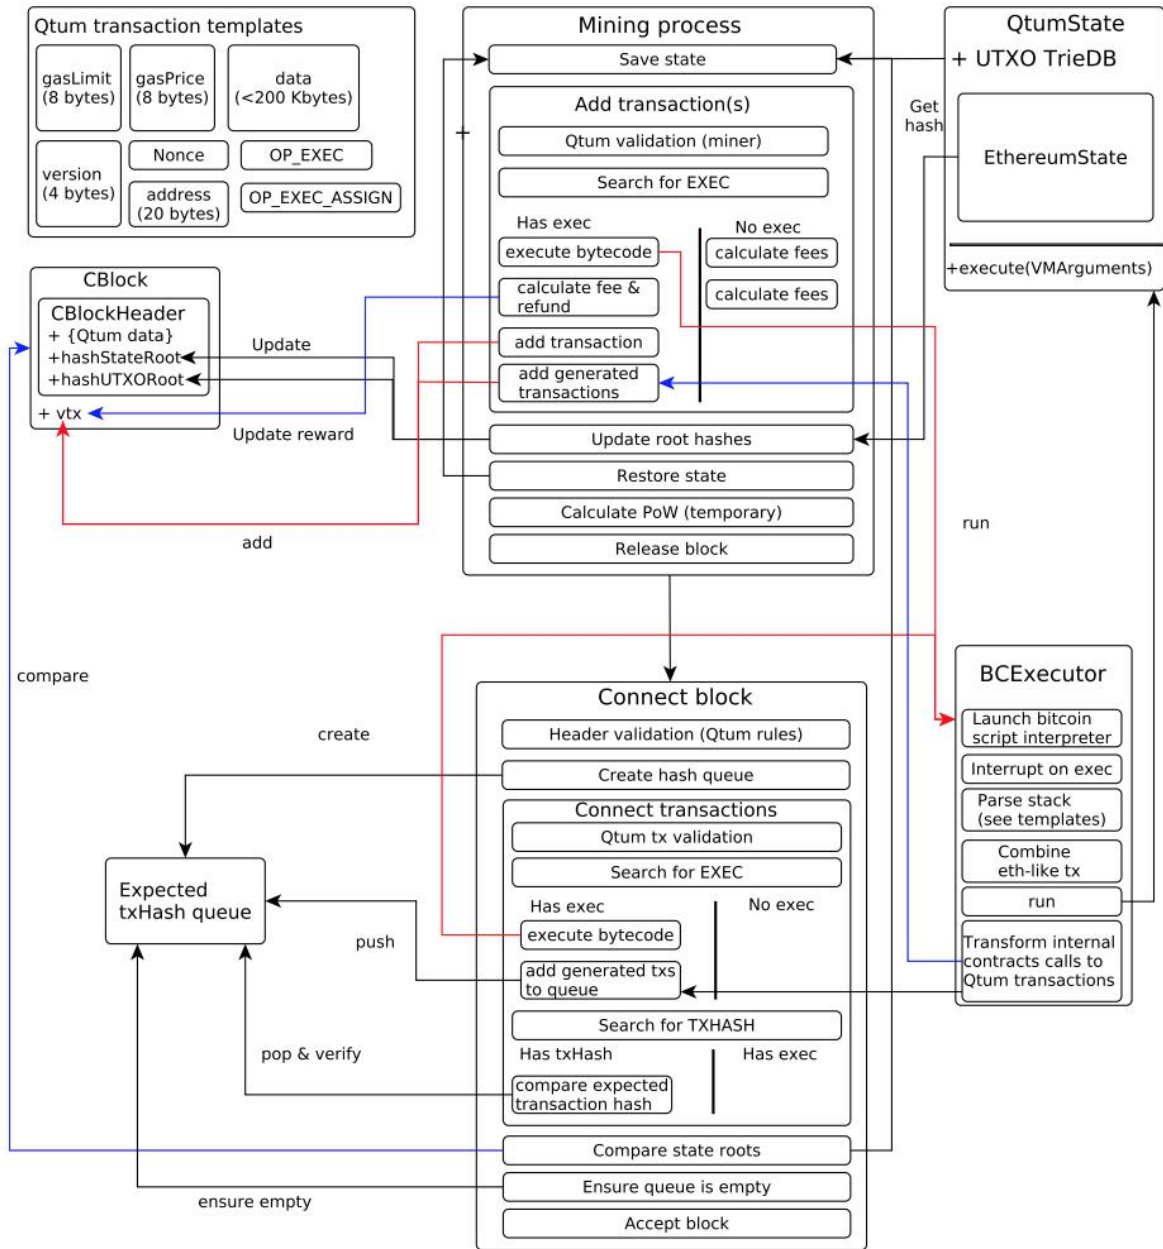 Qtum transaction templates
gasLimit
(8 bytes)
gasPrice
(8 bytes)
data
(<200 Kbytes)
version
(4 bytes)
Nonce
OP_EXEC
address
(20 bytes)
OP_EXEC_ASSIGN
CBlock
CBlockHeader
+ {Qtum data}
+hashStateRoot
+hashUTXORoot
+ vtx
Update
Update reward
add
compare
Mining process
Save state
+
Add transaction(s)
Qtum validation (miner)
Search for EXEC
Has exec
No exec
execute bytecode
calculate fees
calculate fee &
refund
calculate fees
add transaction
add generated
transactions
Update root hashes
Restore state
Calculate PoW (temporary)
Release block
QtumState
+ UTXO TrieDB
Get
hash
EthereumState
+execute(VMArguments)
run
BCExecutor
Launch bitcoin
script interpreter
Interrupt on exec
Parse stack
(see templates)
Combine
eth-like tx
run
Transform internal
contracts calls to
Qtum transactions
Connect block
Header validation (Qtum rules)
create
Create hash queue
Connect transactions
Qtum tx validation
Search for EXEC
Has exec
No exec
execute bytecode
add generated txs
to queue
Search for TXHASH
Has txHash
Has exec
compare expected
transaction hash
Compare state roots
Ensure queue is empty
Accept block
Expected
txHash queue
push
pop & verify
ensure empty